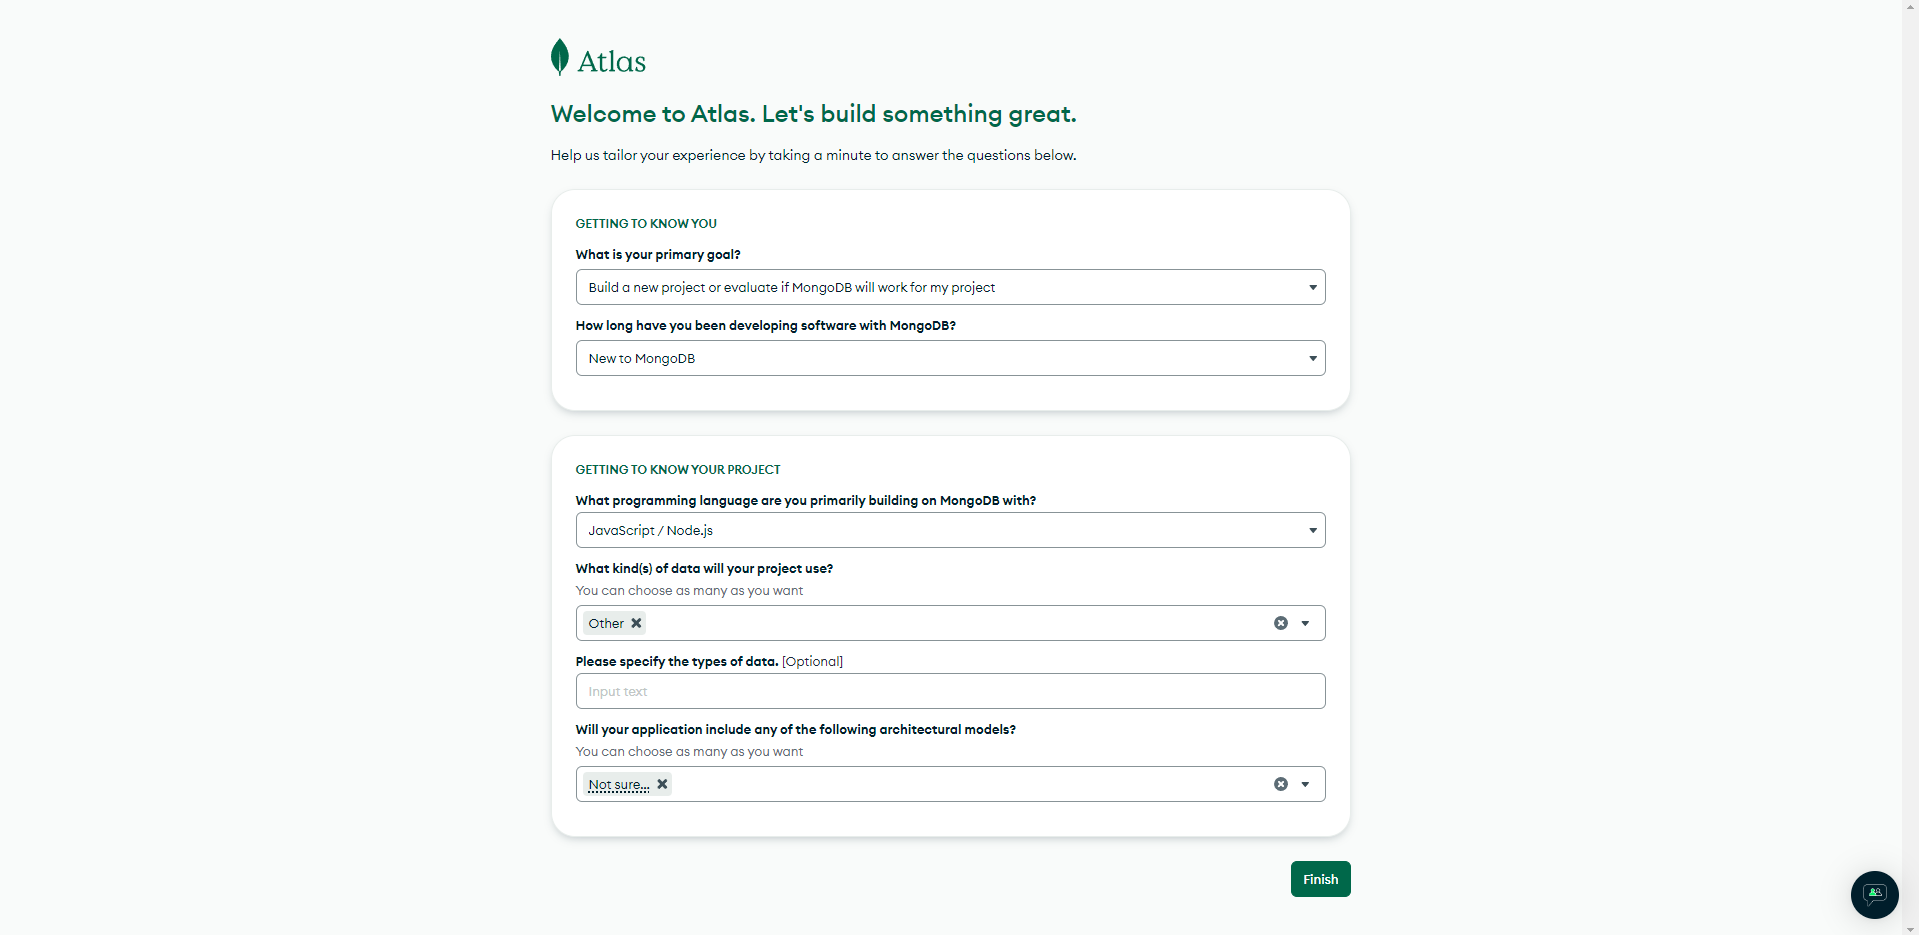 Atlas
Welcome to Atlas. Let's build something great.
Help us tailor your experience by taking a minute to answer the questions below.
GETTING TO KNOW YOU
What is your primary goal?
Build a new project or evaluate if MongoDB will work for my project
How long have you been developing software with MongoDB?
New to MongoDB
GETTING TO KNOW YOUR PROJECT
What programming language are you primarily building on MongoDB with?
JavaScript / Node.js
What kind(s) of data will your project use?
You can choose as many as you want
Other
Please specify the types of data. [Optional]
Input text
Will your application include any of the following architectural models?
You can choose as many as you want
Not sure...
Finish